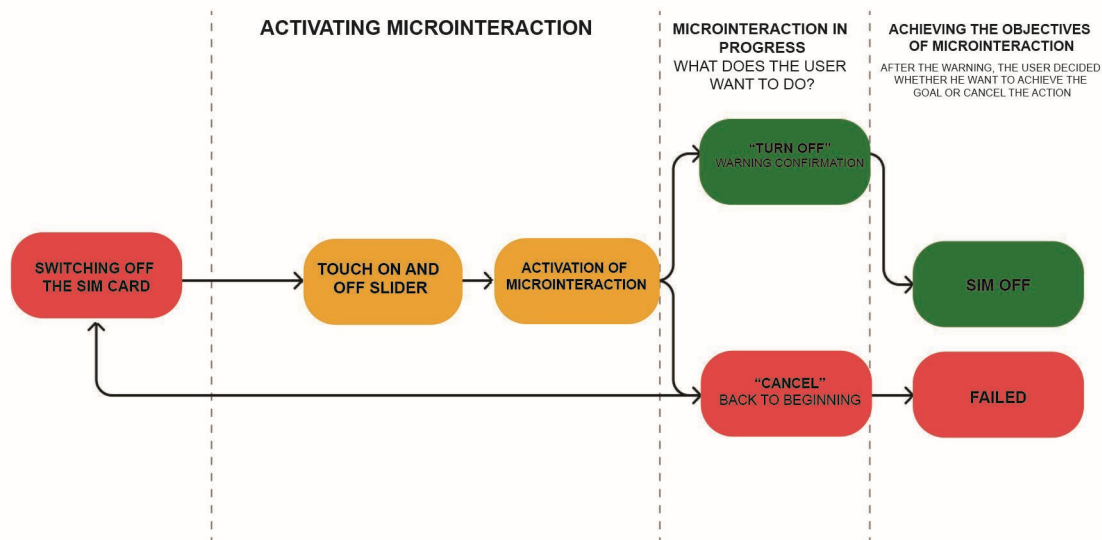 ACTIVATING MICROINTERACTION
MICROINTERACTION IN
PROGRESS
WHAT DOES THE USER
WANT TO DO?
ACHIEVING THE OBJECTIVES
OF MICROINTERACTION
AFTER THE WARNING, THE USER DECIDED
WHETHER HE WANT TO ACHIEVE THE
GOAL OR CANCEL THE ACTION
SWITCHING OFF
THE SIM CARD
TOUCH ON AND
OFF SLIDER
ACTIVATION OF
MICROINTERACTION
“TURN OFF”
WARNING CONFIRMATION
SIM OFF
“CANCEL”
BACK TO BEGINNING
FAILED